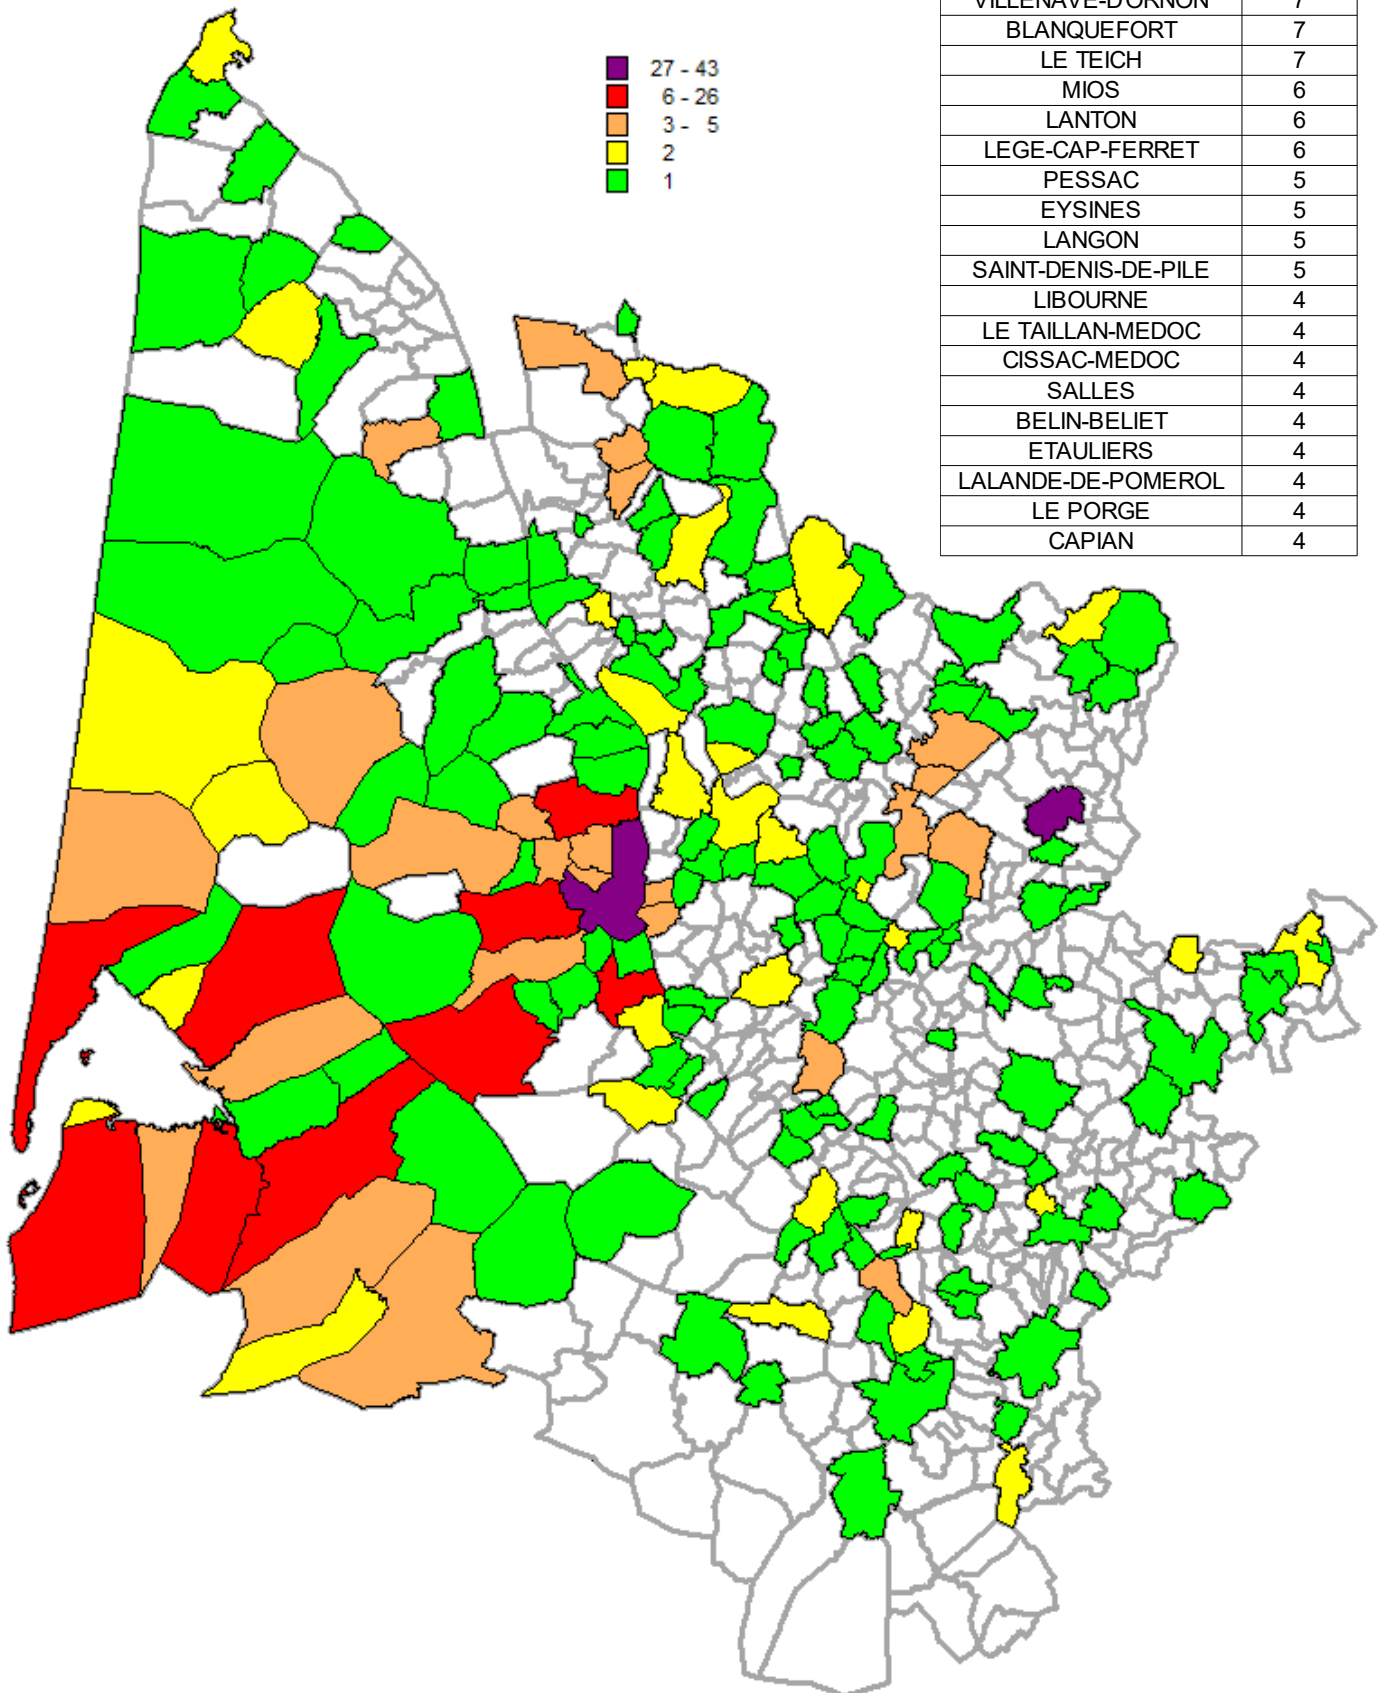 27 - 43
6 - 26
3 - 5
2
1
VILLENAVE-D'ORNON 7
BLANQUEFORT 7
LE TEICH 7
MIOS 6
LANTON 6
LEGE-CAP-FERRET 6
PESSAC 5
EYSINES 5
LANGON 5
SAINT-DENIS-DE-PILE 5
LIBOURNE 4
LE TAILLAN-MEDOC 4
CISSAC-MEDOC 4
SALLES 4
BELIN-BELIET 4
ETAULIERS 4
LALANDE-DE-POMEROL 4
LE PORGE 4
CAPIAN 4